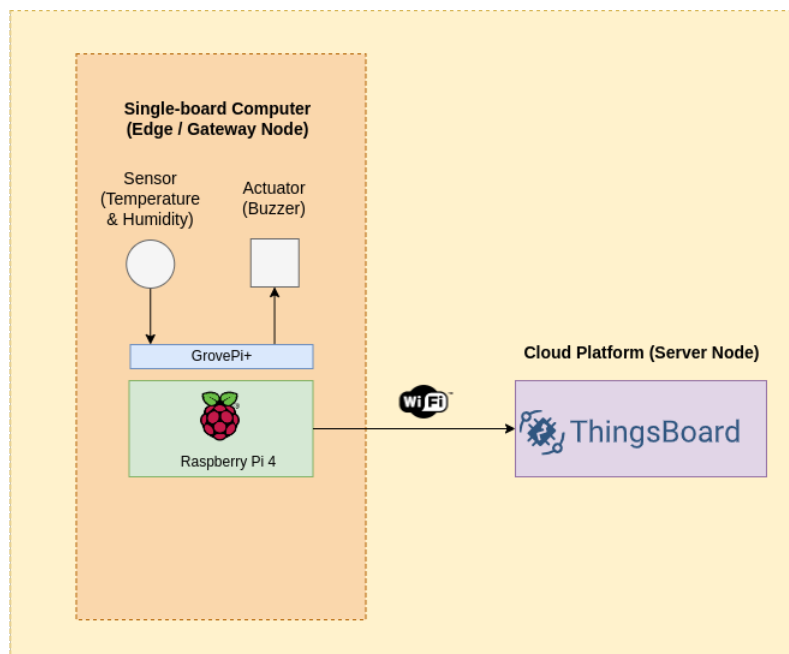 Single-board Computer
(Edge / Gateway Node)
Sensor
(Temperature
& Humidity)
Actuator
(Buzzer)
GrovePi+
Raspberry Pi 4
WiFi™
Cloud Platform (Server Node)
ThingsBoard